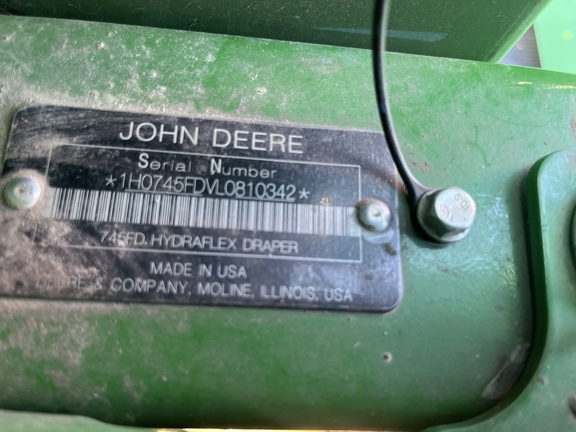 JOHN DEERE
Serial Number
*1H0745FDVL0810342*
745FD, HYDRAFLEX DRAPER
MADE IN USA
& COMPANY, MOLINE, ILLINOIS, USA